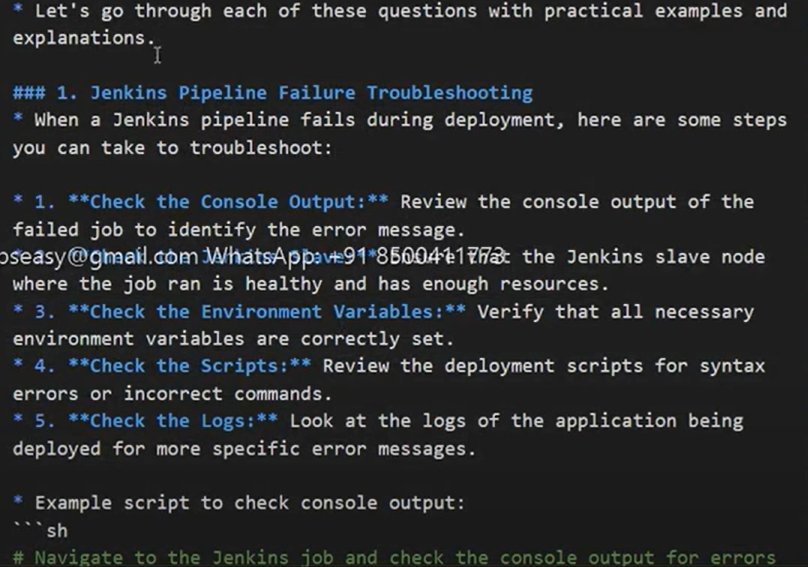 * Let's go through each of these questions with practical examples and
explanations.
### 1. Jenkins Pipeline Failure Troubleshooting
* When a Jenkins pipeline fails during deployment, here are some steps
you can take to troubleshoot:
* 1. **Check the Console Output:** Review the console output of the
failed job to identify the error message.
pseasy@gmail.com WhatsApp: +91 8500411773
that the Jenkins slave node
where the job ran is healthy and has enough resources.
* 3. **Check the Environment Variables:** Verify that all necessary
environment variables are correctly set.
* 4. **Check the Scripts:** Review the deployment scripts for syntax
errors or incorrect commands.
* 5. **Check the Logs:** Look at the logs of the application being
deployed for more specific error messages.
* Example script to check console output:
```sh
# Navigate to the Jenkins job and check the console output for errors